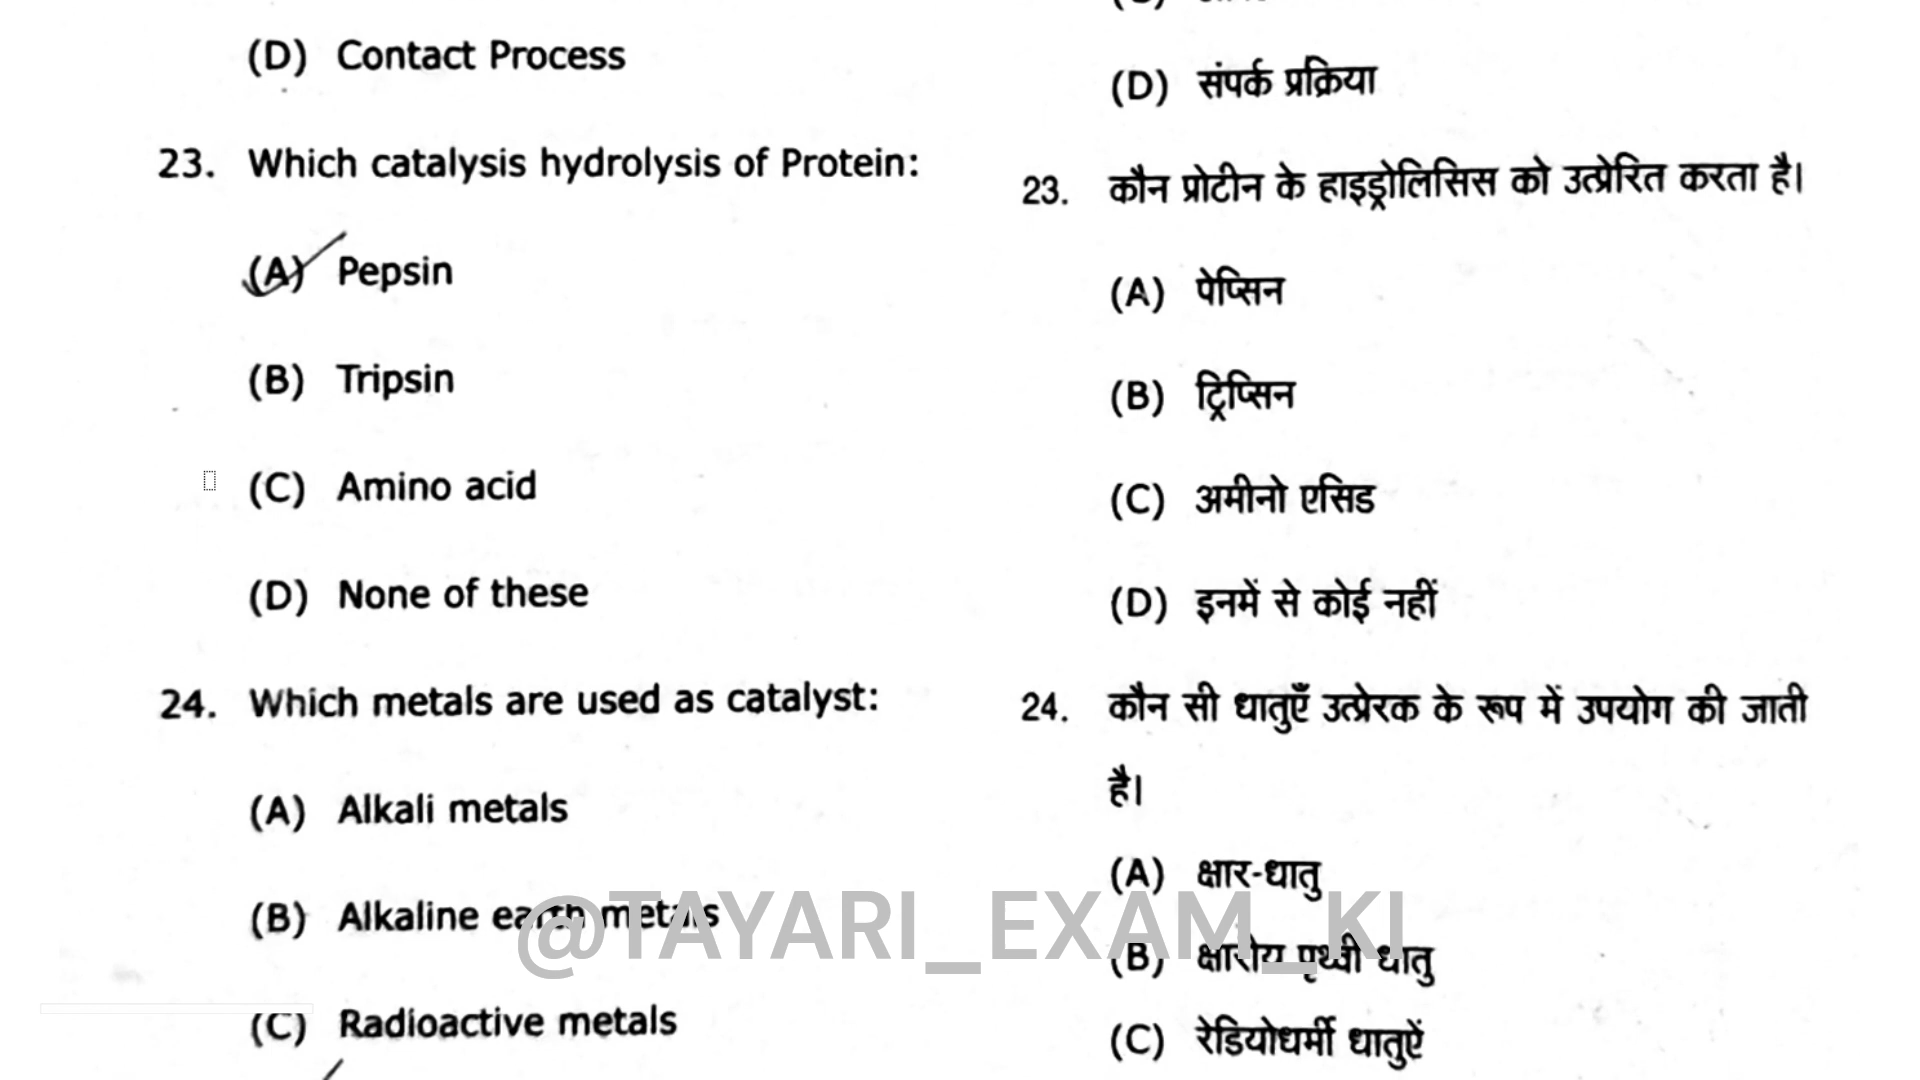 (D) Contact Process
23. Which catalysis hydrolysis of Protein:
(A) Pepsin
(B) Tripsin
(C) Amino acid
(D) None of these
24. Which metals are used as catalyst:
(A) Alkali metals
(B) Alkaline earth metals
(C) Radioactive metals
(D) संपर्क प्रक्रिया
23. कौन प्रोटीन के हाइड्रोलिसिस को उत्प्रेरित करता है।
(A) पेप्सिन
(B) ट्रिप्सिन
(C) अमीनो एसिड
(D) इनमें से कोई नहीं
24. कौन सी धातुएँ उत्प्रेरक के रूप में उपयोग की जाती
है।
(A) क्षार-धातु
(B) क्षारीय पृथ्वी धातु
(C) रेडियोधर्मी धातुऐं
@TAYARI_EXAM_KI